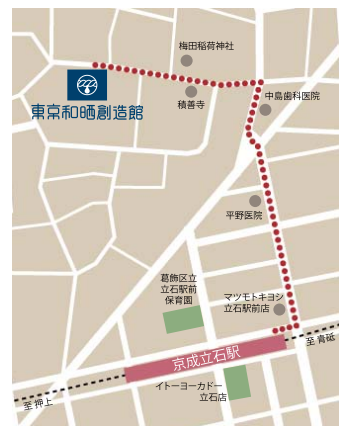 梅田稲荷神社
中島歯科医院
積善寺
東京和晒創造館
平野医院
葛飾区立
立石駅前
保育園
マツモトキヨシ
立石駅前店
至 青砥
京成立石駅
イトーヨーカドー
立石店
至 押上